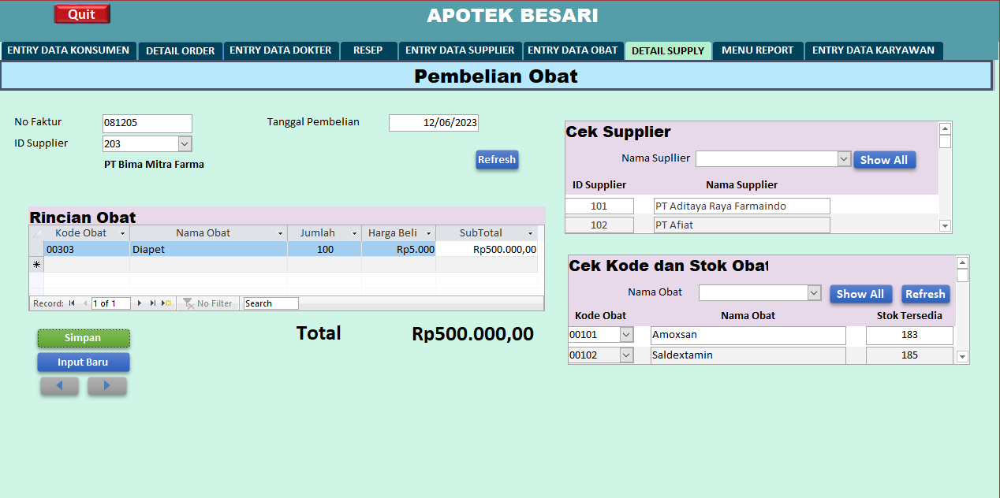 Quit
APOTEK BESARI
ENTRY DATA KONSUMEN DETAIL ORDER ENTRY DATA DOKTER RESEP ENTRY DATA SUPPLIER ENTRY DATA OBAT DETAIL SUPPLY MENU REPORT ENTRY DATA KARYAWAN
Pembelian Obat
No Faktur 081205 Tanggal Pembelian 12/06/2023
ID Supplier 203
PT Bima Mitra Farma
Refresh
Rincian Obat
Kode Obat Nama Obat Jumlah Harga Beli SubTotal
00303 Diapet 100 Rp5.000 Rp500.000,00
Record: 1 of 1 No Filter Search
Total Rp500.000,00
Simpan
Input Baru
Cek Supplier
Nama Supllier Show All
ID Supplier Nama Supplier
101 PT Aditaya Raya Farmaindo
102 PT Afiat
Cek Kode dan Stok Obat
Nama Obat Show All Refresh
Kode Obat Nama Obat Stok Tersedia
00101 Amoxsan 183
00102 Saldextamin 185